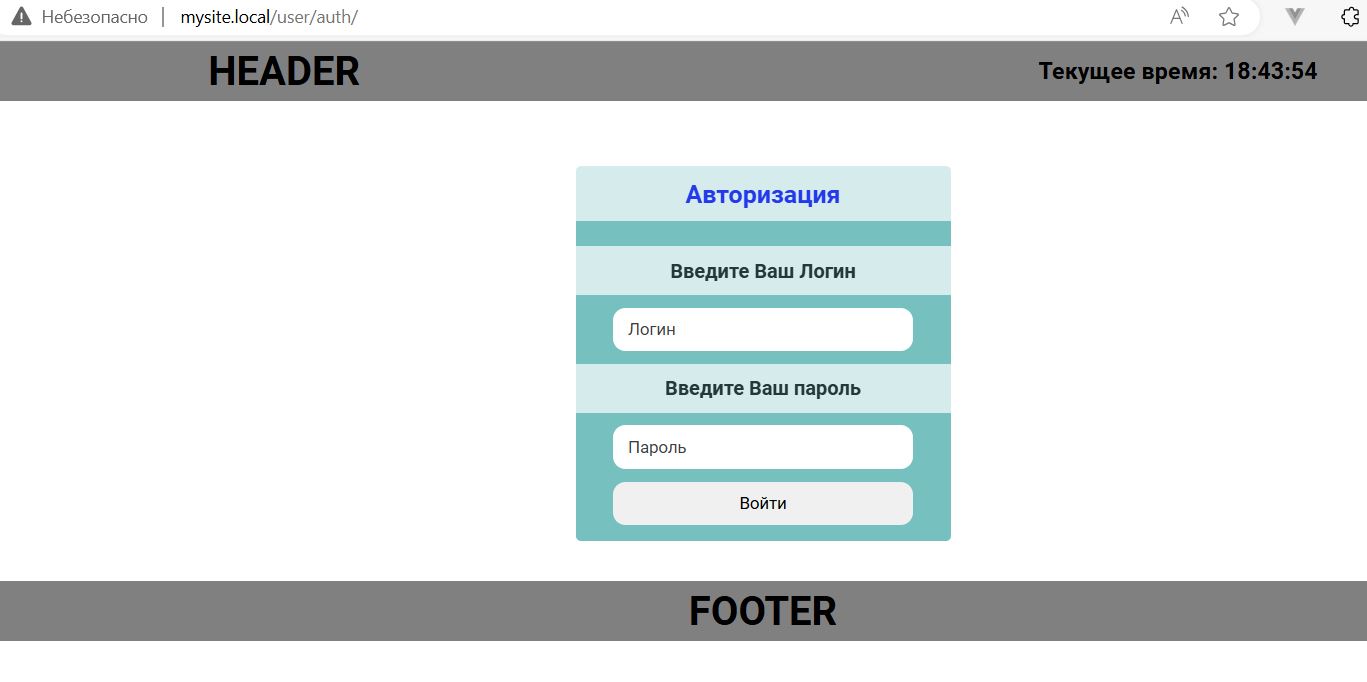 Небезопасно | mysite.local/user/auth/
HEADER
Текущее время: 18:43:54
Авторизация
Введите Ваш Логин
Логин
Введите Ваш пароль
Пароль
Войти
FOOTER